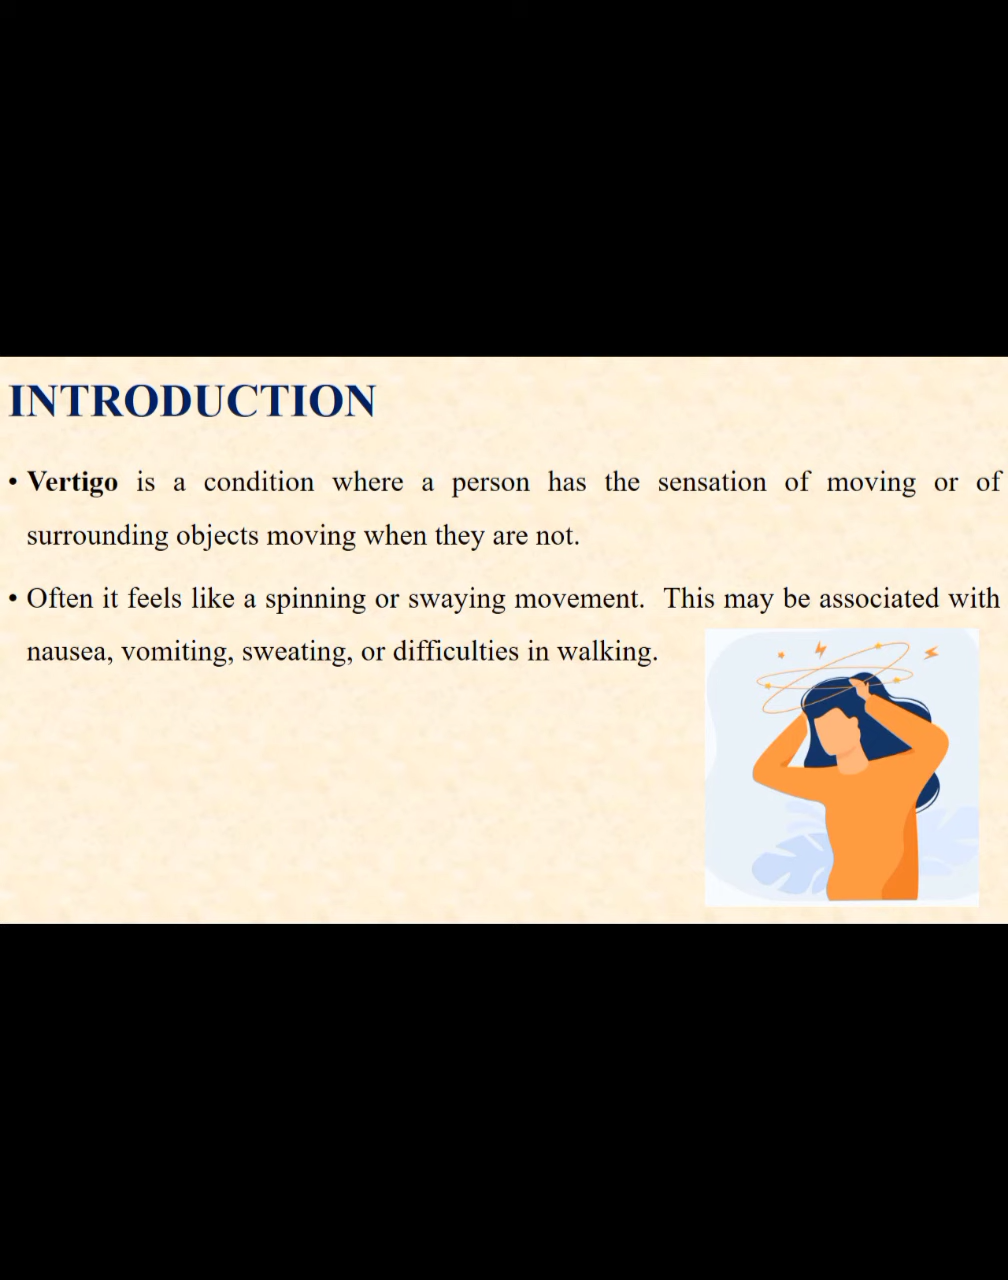 INTRODUCTION
• Vertigo is a condition where a person has the sensation of moving or of
surrounding objects moving when they are not.
• Often it feels like a spinning or swaying movement.  This may be associated with
nausea, vomiting, sweating, or difficulties in walking.